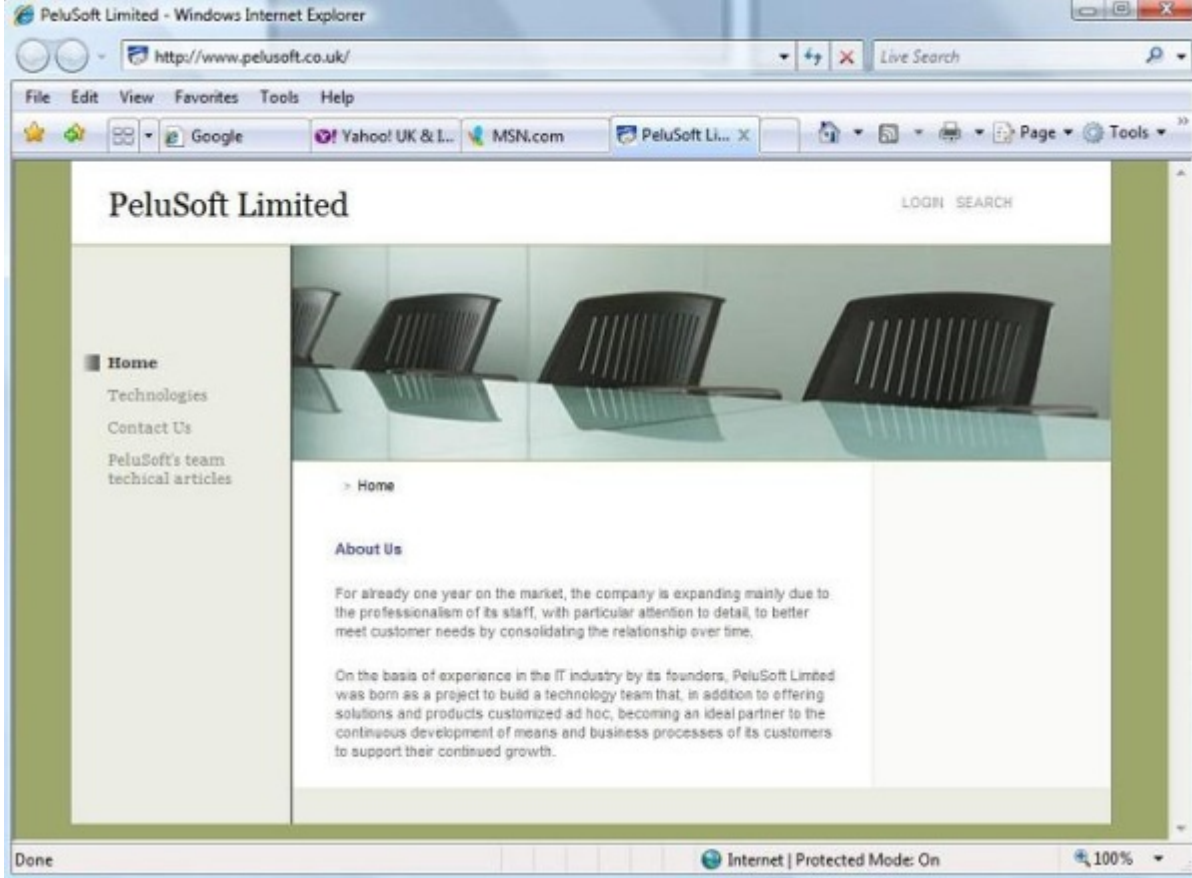 PeluSoft Limited - Windows Internet Explorer
http://www.pelusoft.co.uk/
Live Search
File Edit View Favorites Tools Help
Google Yahoo! UK & I... MSN.com PeluSoft Li... X Page Tools »
PeluSoft Limited
LOGIN SEARCH
Home
Technologies
Contact Us
PeluSoft's team
techical articles
> Home
About Us
For already one year on the market, the company is expanding mainly due to
the professionalism of its staff, with particular attention to detail, to better
meet customer needs by consolidating the relationship over time.
On the basis of experience in the IT industry by its founders, PeluSoft Limited
was born as a project to build a technology team that, in addition to offering
solutions and products customized ad hoc, becoming an ideal partner to the
continuous development of means and business processes of its customers
to support their continued growth.
Done
Internet | Protected Mode: On
100%